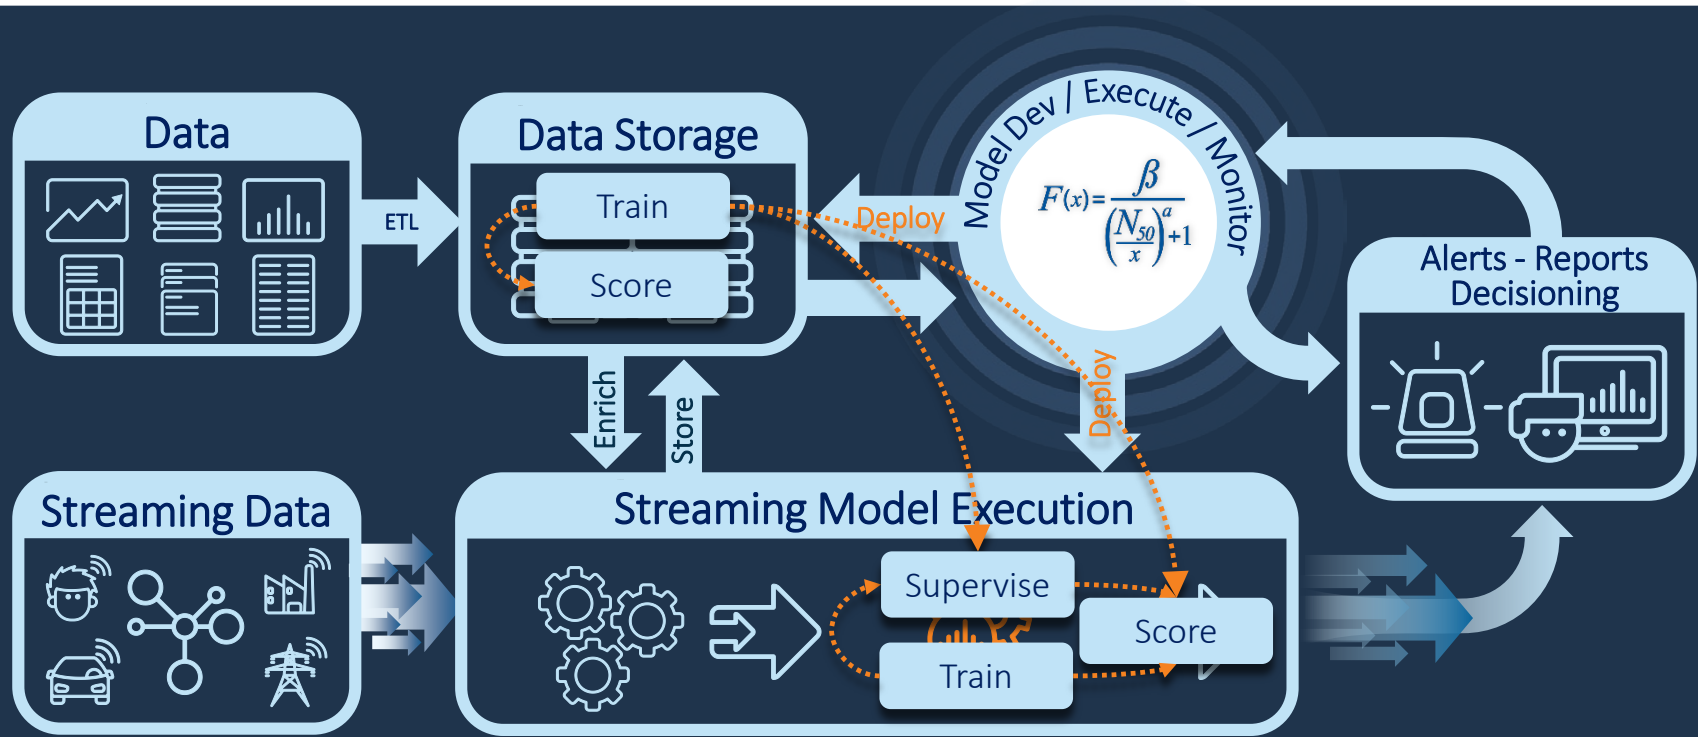 Data
ETL
Data Storage
Train
Score
Deploy
Model Dev / Execute / Monitor
F(x) = β / ((N50 / x)^a + 1)
Alerts - Reports
Decisioning
Enrich
Store
Deploy
Streaming Data
Streaming Model Execution
Supervise
Score
Train